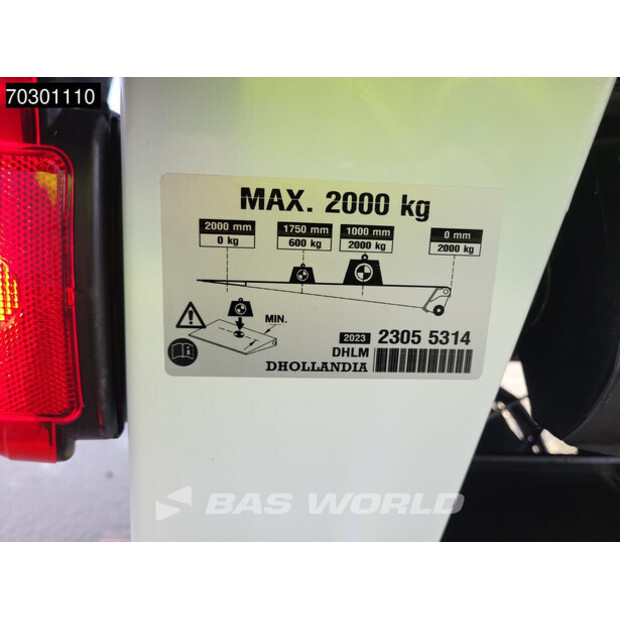 70301110
MAX. 2000 kg
2000 mm 1750 mm 1000 mm 0 mm
0 kg 600 kg 2000 kg 2000 kg
MIN.
2023 2305 5314
DHLM
DHOLLANDIA
BAS WORLD